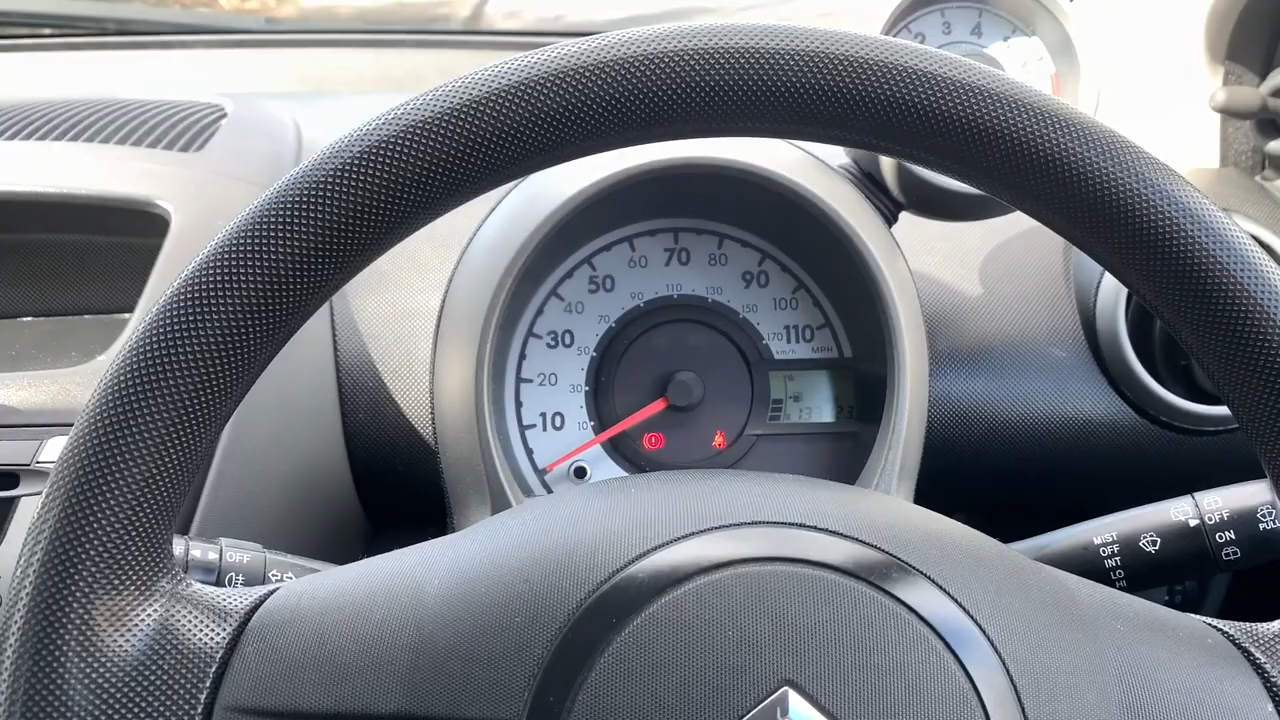 2 3 4
60 70 80
50 90
40 90 110 130 100
30 70 150 110
50 170
km/h MPH
20 30
10 10
OFF
MIST
OFF
INT
LO
HI
OFF
ON
PULL